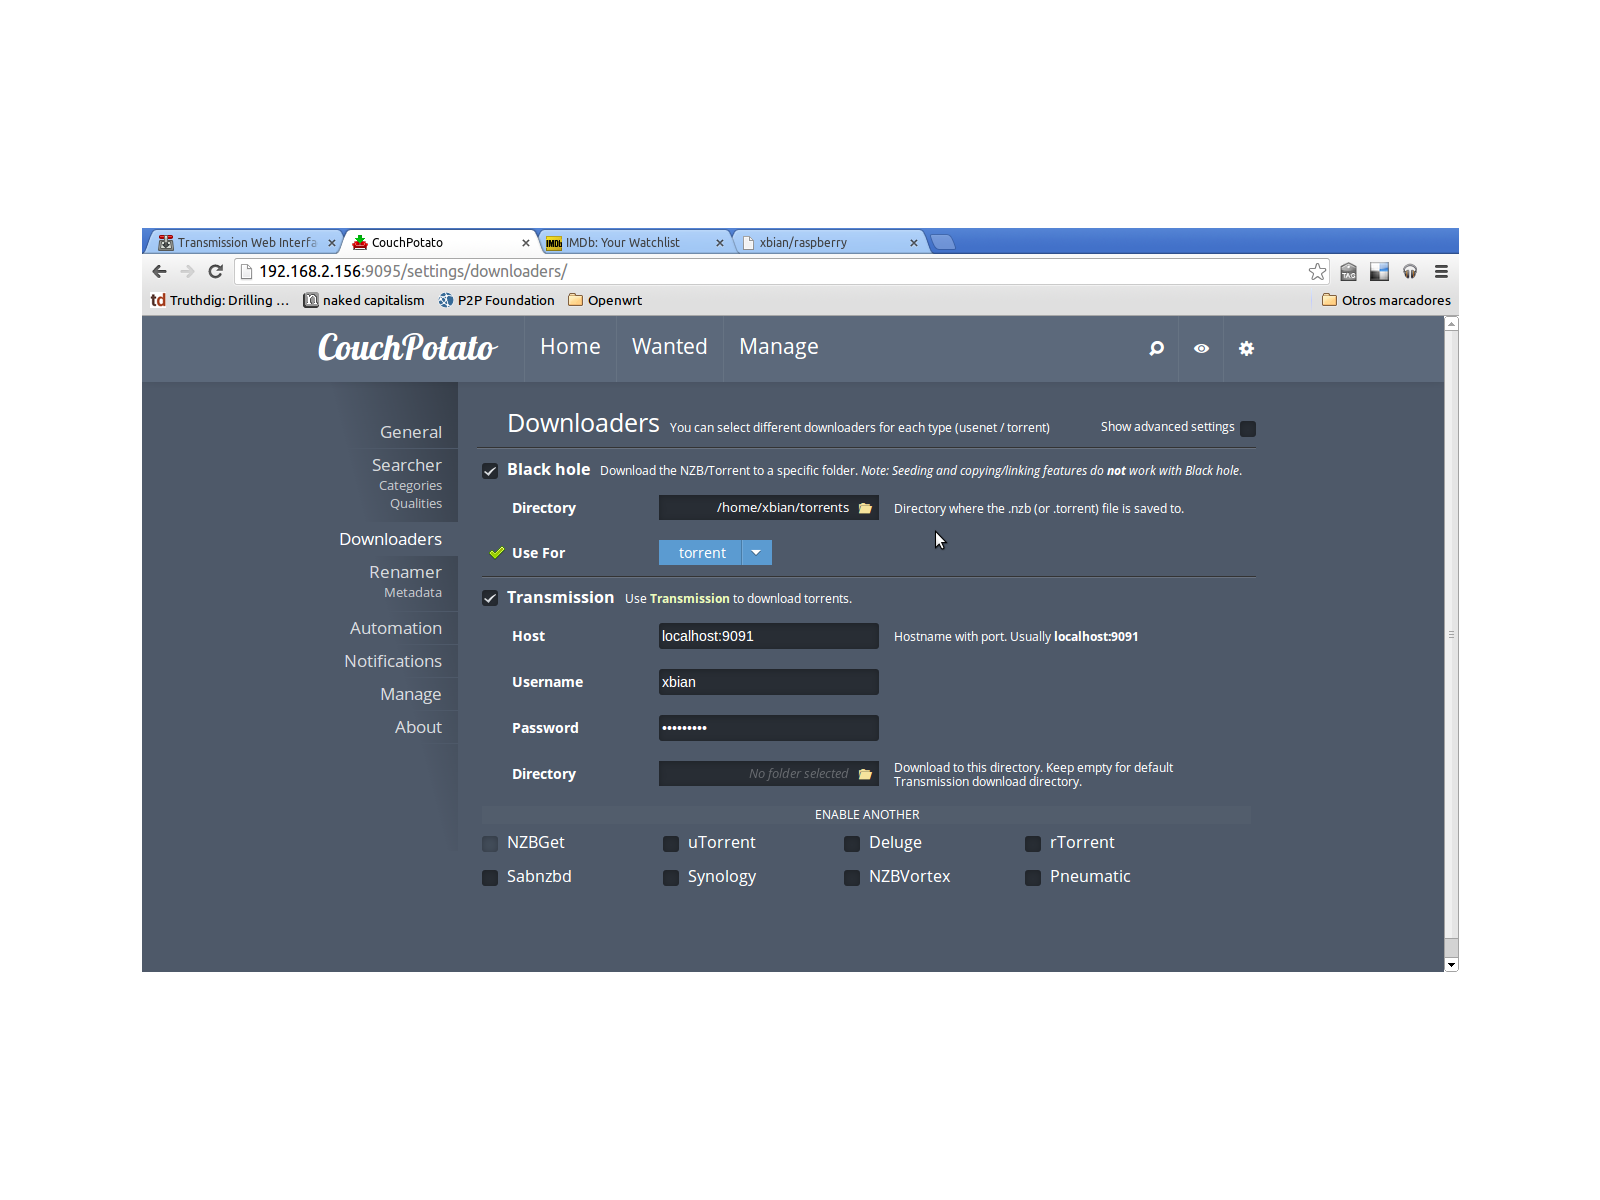 Transmission Web Interfa
CouchPotato
IMDb: Your Watchlist
xbian/raspberry
192.168.2.156:9095/settings/downloaders/
TAG
td Truthdig: Drilling ...
naked capitalism
P2P Foundation
Openwrt
Otros marcadores
CouchPotato
Home
Wanted
Manage
General
Searcher
Categories
Qualities
Downloaders
Renamer
Metadata
Automation
Notifications
Manage
About
Downloaders You can select different downloaders for each type (usenet / torrent)
Show advanced settings
Black hole Download the NZB/Torrent to a specific folder. Note: Seeding and copying/linking features do not work with Black hole.
Directory /home/xbian/torrents Directory where the .nzb (or .torrent) file is saved to.
Use For torrent
Transmission Use Transmission to download torrents.
Host localhost:9091 Hostname with port. Usually localhost:9091
Username xbian
Password •••••••••
Directory No folder selected Download to this directory. Keep empty for default
Transmission download directory.
ENABLE ANOTHER
NZBGet uTorrent Deluge rTorrent
Sabnzbd Synology NZBVortex Pneumatic